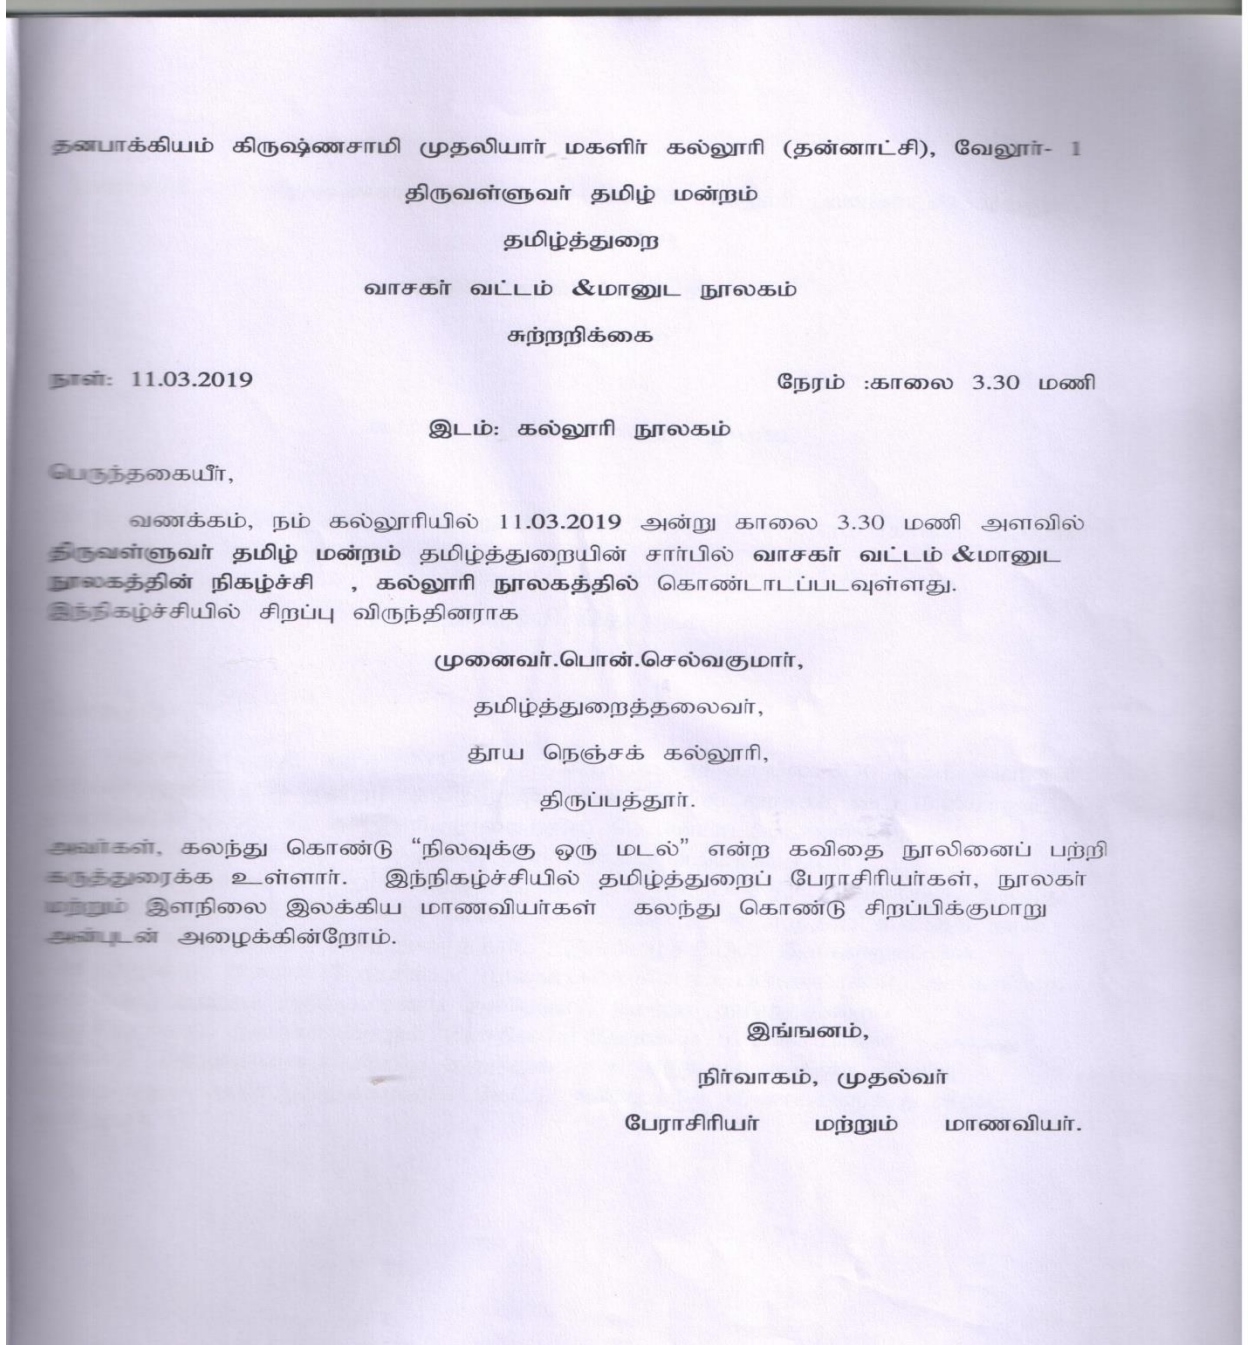 தனபாக்கியம் கிருஷ்ணசாமி முதலியார் மகளிர் கல்லூரி (தன்னாட்சி), வேலூர்- 1
திருவள்ளுவர் தமிழ் மன்றம்
தமிழ்த்துறை
வாசகர் வட்டம் &மானுட நூலகம்
சுற்றறிக்கை
நாள்: 11.03.2019 நேரம் :காலை 3.30 மணி
இடம்: கல்லூரி நூலகம்
பெருந்தகையீர்,
வணக்கம், நம் கல்லூரியில் 11.03.2019 அன்று காலை 3.30 மணி அளவில்
திருவள்ளுவர் தமிழ் மன்றம் தமிழ்த்துறையின் சார்பில் வாசகர் வட்டம் &மானுட
நூலகத்தின் நிகழ்ச்சி , கல்லூரி நூலகத்தில் கொண்டாடப்படவுள்ளது.
இந்நிகழ்ச்சியில் சிறப்பு விருந்தினராக
முனைவர்.பொன்.செல்வகுமார்,
தமிழ்த்துறைத்தலைவர்,
தூய நெஞ்சக் கல்லூரி,
திருப்பத்தூர்.
அவர்கள், கலந்து கொண்டு “நிலவுக்கு ஒரு மடல்” என்ற கவிதை நூலினைப் பற்றி
கருத்துரைக்க உள்ளார். இந்நிகழ்ச்சியில் தமிழ்த்துறைப் பேராசிரியர்கள், நூலகர்
மற்றும் இளநிலை இலக்கிய மாணவியர்கள் கலந்து கொண்டு சிறப்பிக்குமாறு
அன்புடன் அழைக்கின்றோம்.
இங்ஙனம்,
நிர்வாகம், முதல்வர்
பேராசிரியர் மற்றும் மாணவியர்.